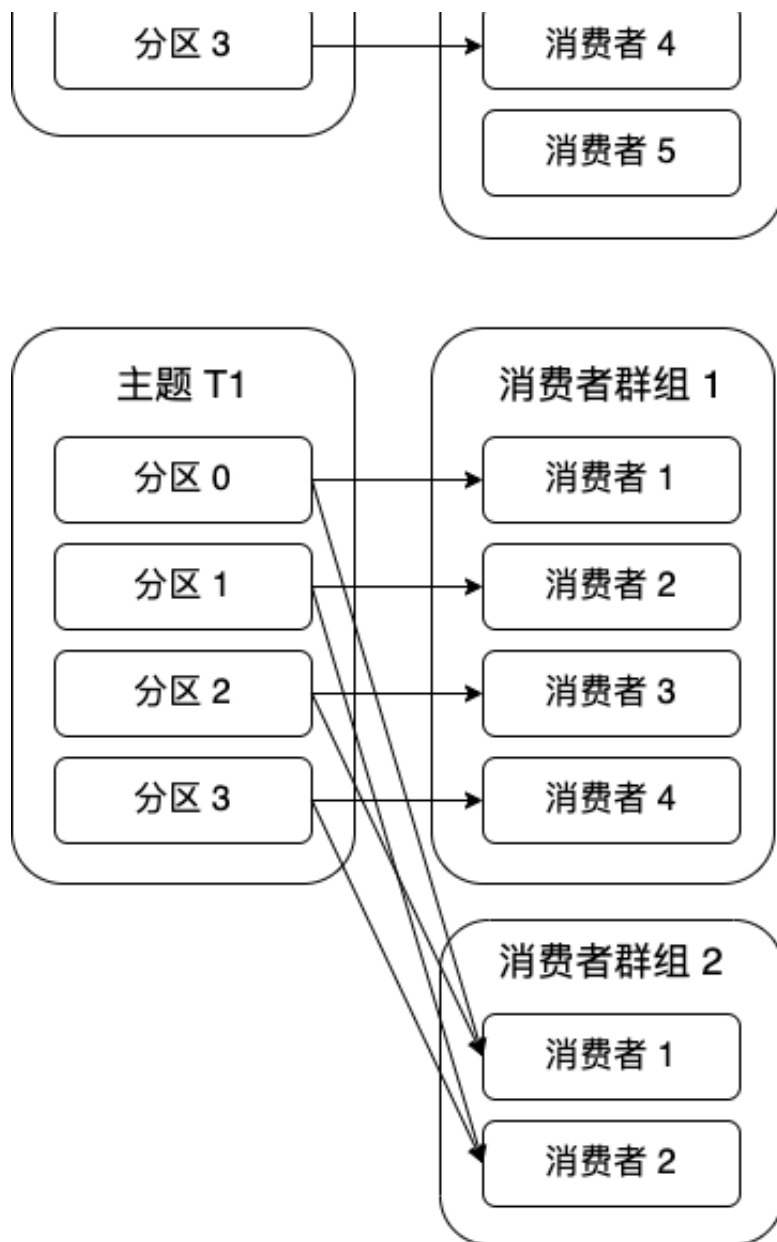 分区 3
消费者 4
消费者 5
主题 T1
消费者群组 1
分区 0
消费者 1
分区 1
消费者 2
分区 2
消费者 3
分区 3
消费者 4
消费者群组 2
消费者 1
消费者 2